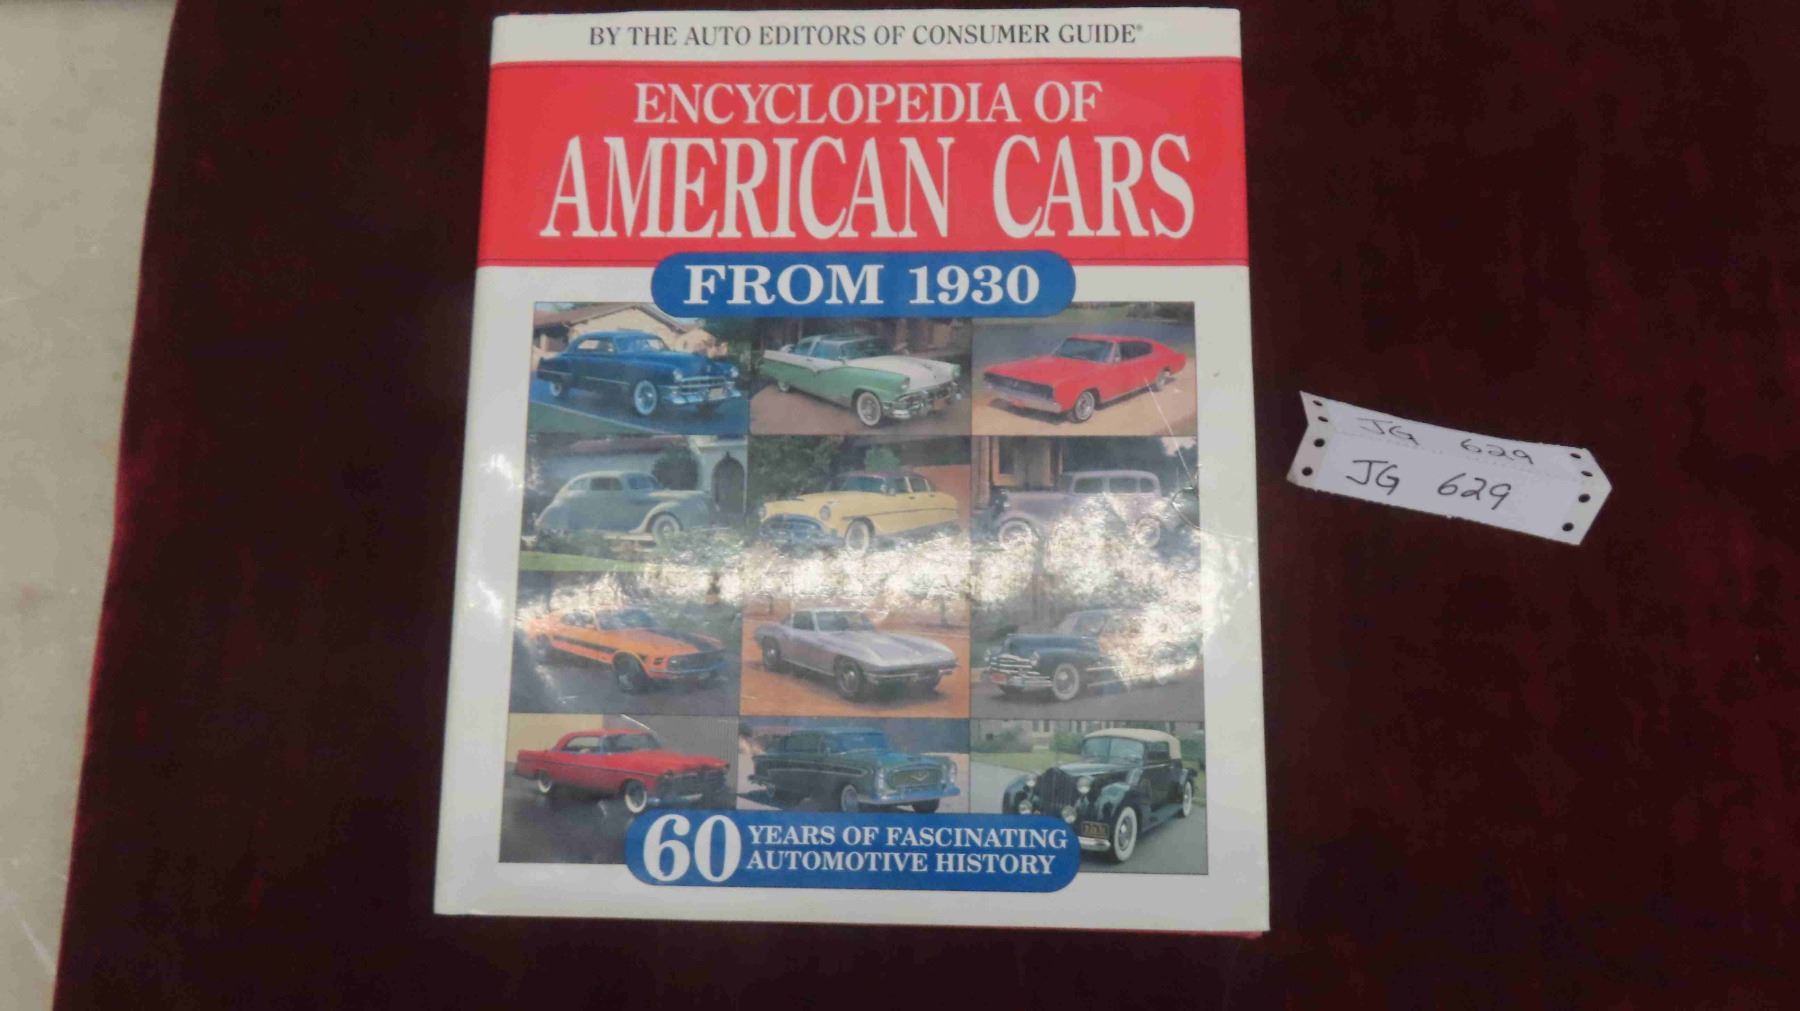 BY THE AUTO EDITORS OF CONSUMER GUIDE®
ENCYCLOPEDIA OF
AMERICAN CARS
FROM 1930
60 YEARS OF FASCINATING
AUTOMOTIVE HISTORY
JG 629
JG 629